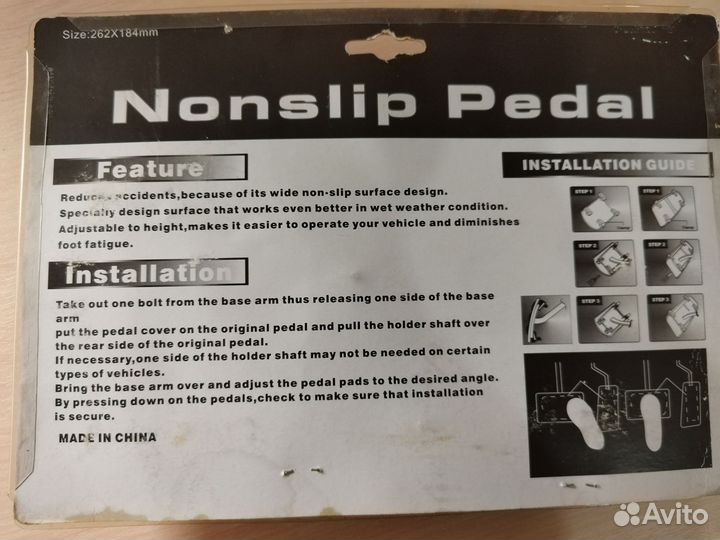 Size:262X184mm
Nonslip Pedal
Feature
Reduces accidents,because of its wide non-slip surface design.
Specially design surface that works even better in wet weather condition.
Adjustable to height,makes it easier to operate your vehicle and diminishes
foot fatigue.
Installation
Take out one bolt from the base arm thus releasing one side of the base
arm
put the pedal cover on the original pedal and pull the holder shaft over
the rear side of the original pedal.
If necessary,one side of the holder shaft may not be needed on certain
types of vehicles.
Bring the base arm over and adjust the pedal pads to the desired angle.
By pressing down on the pedals,check to make sure that installation
is secure.
MADE IN CHINA
INSTALLATION GUIDE
STEP 1 STEP 1
STEP 2 STEP 2
STEP 3 STEP 3
Avito